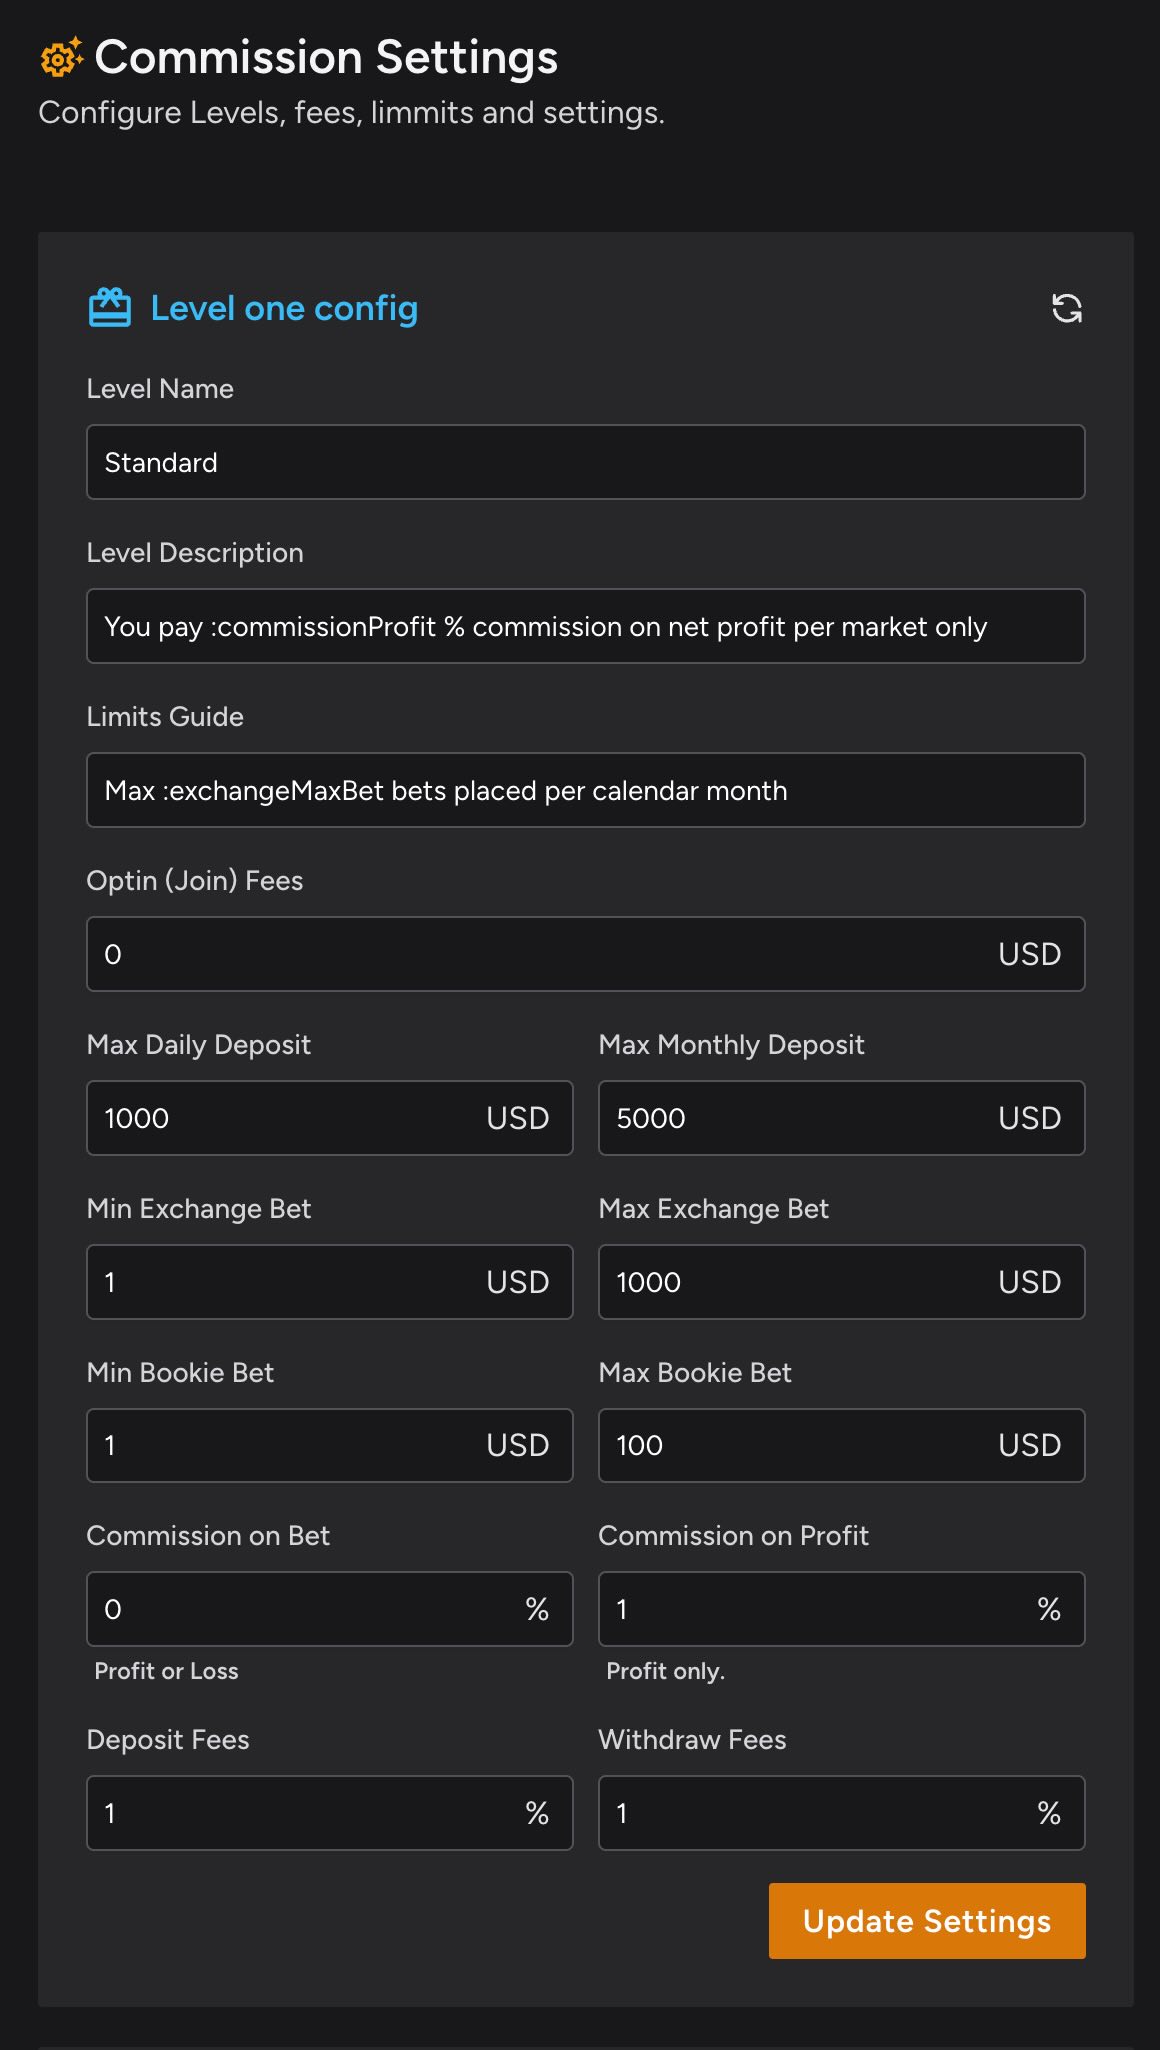 Commission Settings
Configure Levels, fees, limmits and settings.
Level one config
Level Name
Standard
Level Description
You pay :commissionProfit % commission on net profit per market only
Limits Guide
Max :exchangeMaxBet bets placed per calendar month
Optin (Join) Fees
0 USD
Max Daily Deposit Max Monthly Deposit
1000 USD 5000 USD
Min Exchange Bet Max Exchange Bet
1 USD 1000 USD
Min Bookie Bet Max Bookie Bet
1 USD 100 USD
Commission on Bet Commission on Profit
0 % 1 %
Profit or Loss Profit only.
Deposit Fees Withdraw Fees
1 % 1 %
Update Settings